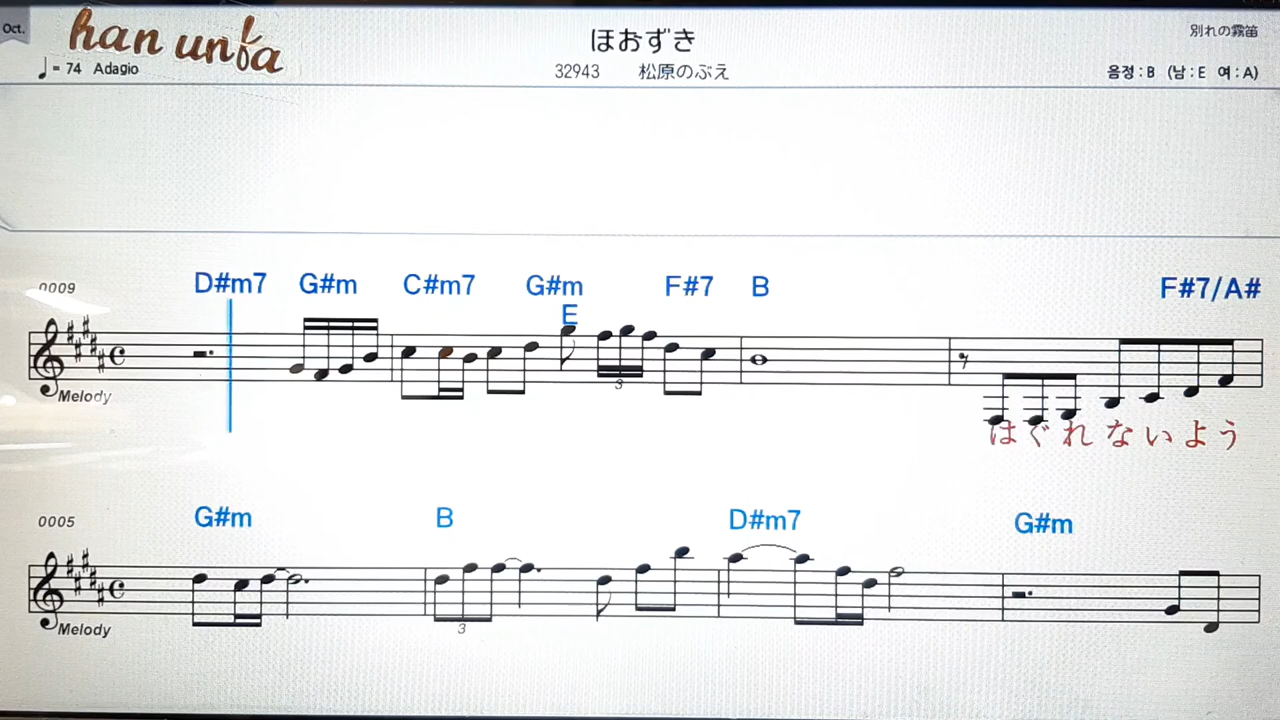 Oct.
han unba
♩= 74 Adagio
ほおずき
32943 松原のぶえ
別れの霧笛
음정 : B (남 : E 여 : A)
0009
D#m7 G#m C#m7 G#m F#7 B F#7/A#
E
3
Melody
はぐれないよう
0005
G#m B D#m7 G#m
3
Melody